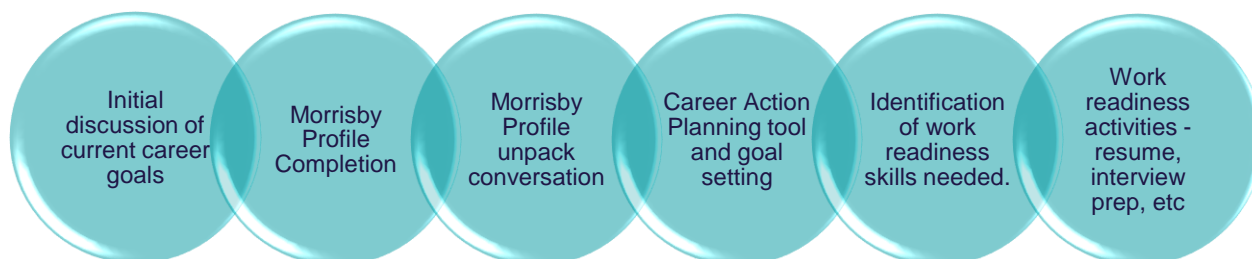 Initial
discussion of
current career
goals
Morrisby
Profile
Completion
Morrisby
Profile
unpack
conversation
Career Action
Planning tool
and goal
setting
Identification
of work
readiness
skills needed.
Work
readiness
activities -
resume,
interview
prep, etc